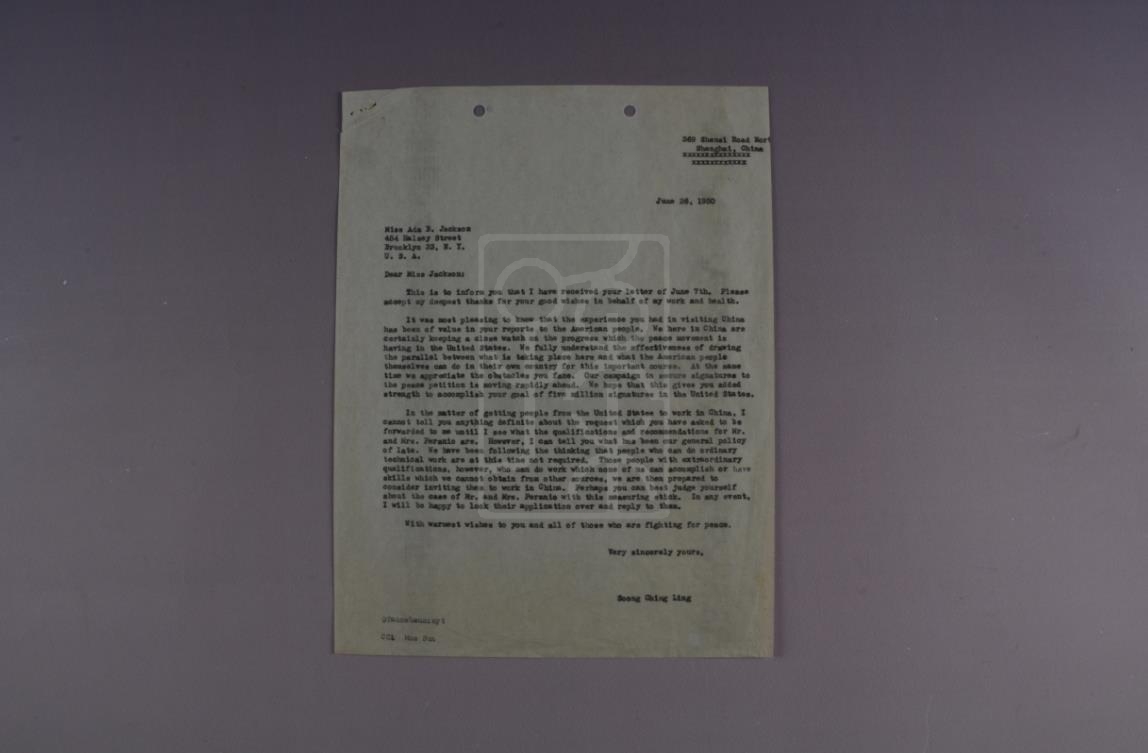 369 Shensi Road Nort
Shanghai, China
xxxxxxxxxxxxxxx
xxxxxxxxxxxx
June 26, 1950
Miss Ada B. Jackson
464 Halsey Street
Brooklyn 33, N. Y.
U. S. A.
Dear Miss Jackson:
This is to inform you that I have received your letter of June 7th. Please
accept my deepest thanks for your good wishes in behalf of my work and health.
It was most pleasing to know that the experience you had in visiting China
has been of value in your reports to the American people. We here in China are
certainly keeping a close watch on the progress which the peace movement is
having in the United States. We fully understand the effectiveness of drawing
the parallel between what is taking place here and what the American people
themselves can do in their own country for this important course. At the same
time we appreciate the obstacles you face. Our campaign to secure signatures to
the peace petition is moving rapidly ahead. We hope that this gives you added
strength to accomplish your goal of five million signatures in the United States.
In the matter of getting people from the United States to work in China, I
cannot tell you anything definite about the request which you have asked to be
forwarded to me until I see what the qualifications and recommendations for Mr.
and Mrs. Peranio are. However, I can tell you what has been our general policy
of late. We have been following the thinking that people who can do ordinary
technical work are at this time not required. Those people with extraordinary
qualifications, however, who can do work which none of us can accomplish or have
skills which we cannot obtain from other sources, we are then prepared to
consider inviting them to work in China. Perhaps you can best judge yourself
about the case of Mr. and Mrs. Peranio with this measuring stick. In any event,
I will be happy to look their application over and reply to them.
With warmest wishes to you and all of those who are fighting for peace.
Very sincerely yours,
Soong Ching Ling
CC: Mme Sun